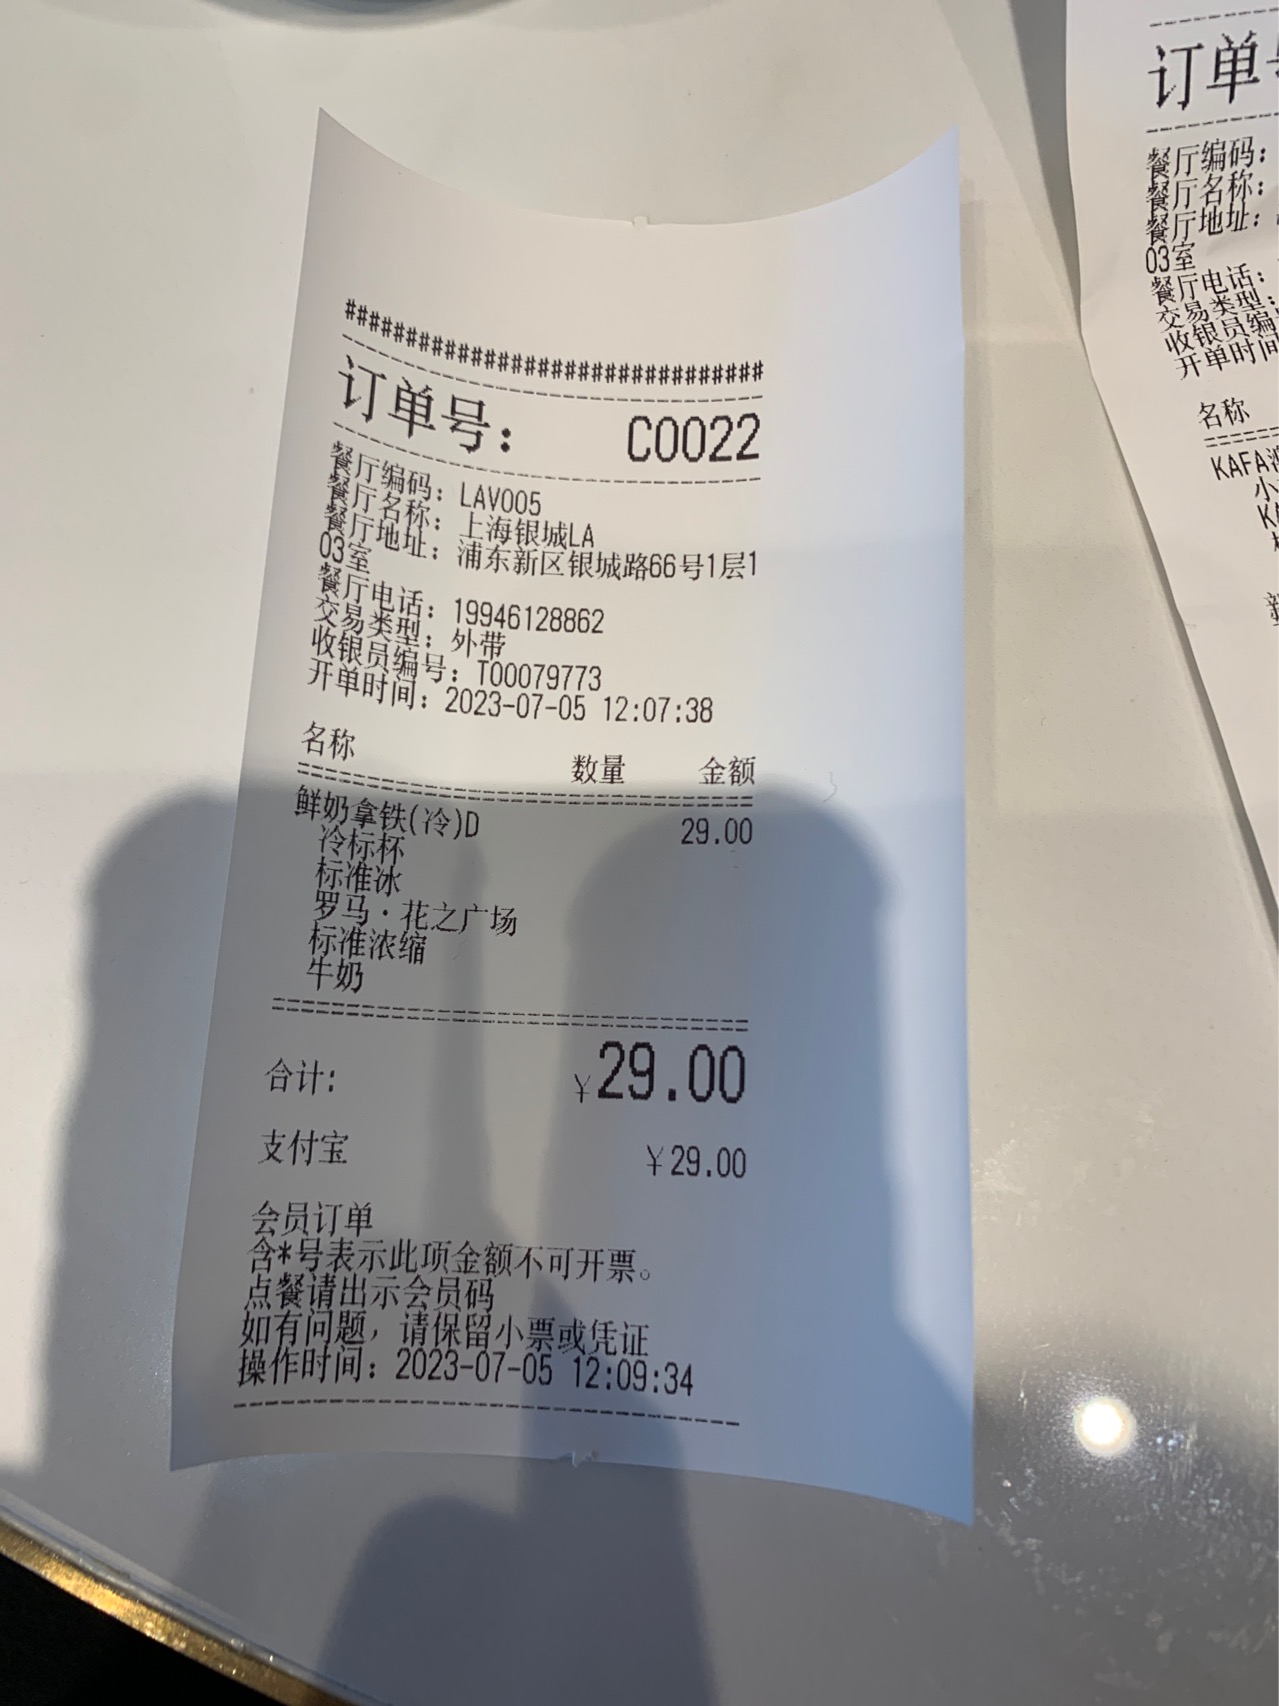 ###################################
订单号： C0022
餐厅编码：LAV005
餐厅名称：上海银城LA
餐厅地址：浦东新区银城路66号1层1
03室
餐厅电话：19946128862
交易类型：外带
收银员编号：T00079773
开单时间：2023-07-05 12:07:38
名称 数量 金额
鲜奶拿铁(冷)D 29.00
冷标杯
标准冰
罗马·花之广场
标准浓缩
牛奶
合计: ￥29.00
支付宝 ￥29.00
会员订单
含*号表示此项金额不可开票。
点餐请出示会员码
如有问题，请保留小票或凭证
操作时间：2023-07-05 12:09:34
订单
餐厅编码：
餐厅名称：
餐厅地址：
03室
餐厅电话：
交易类型：
收银员编
开单时间
名称
KAFA
小